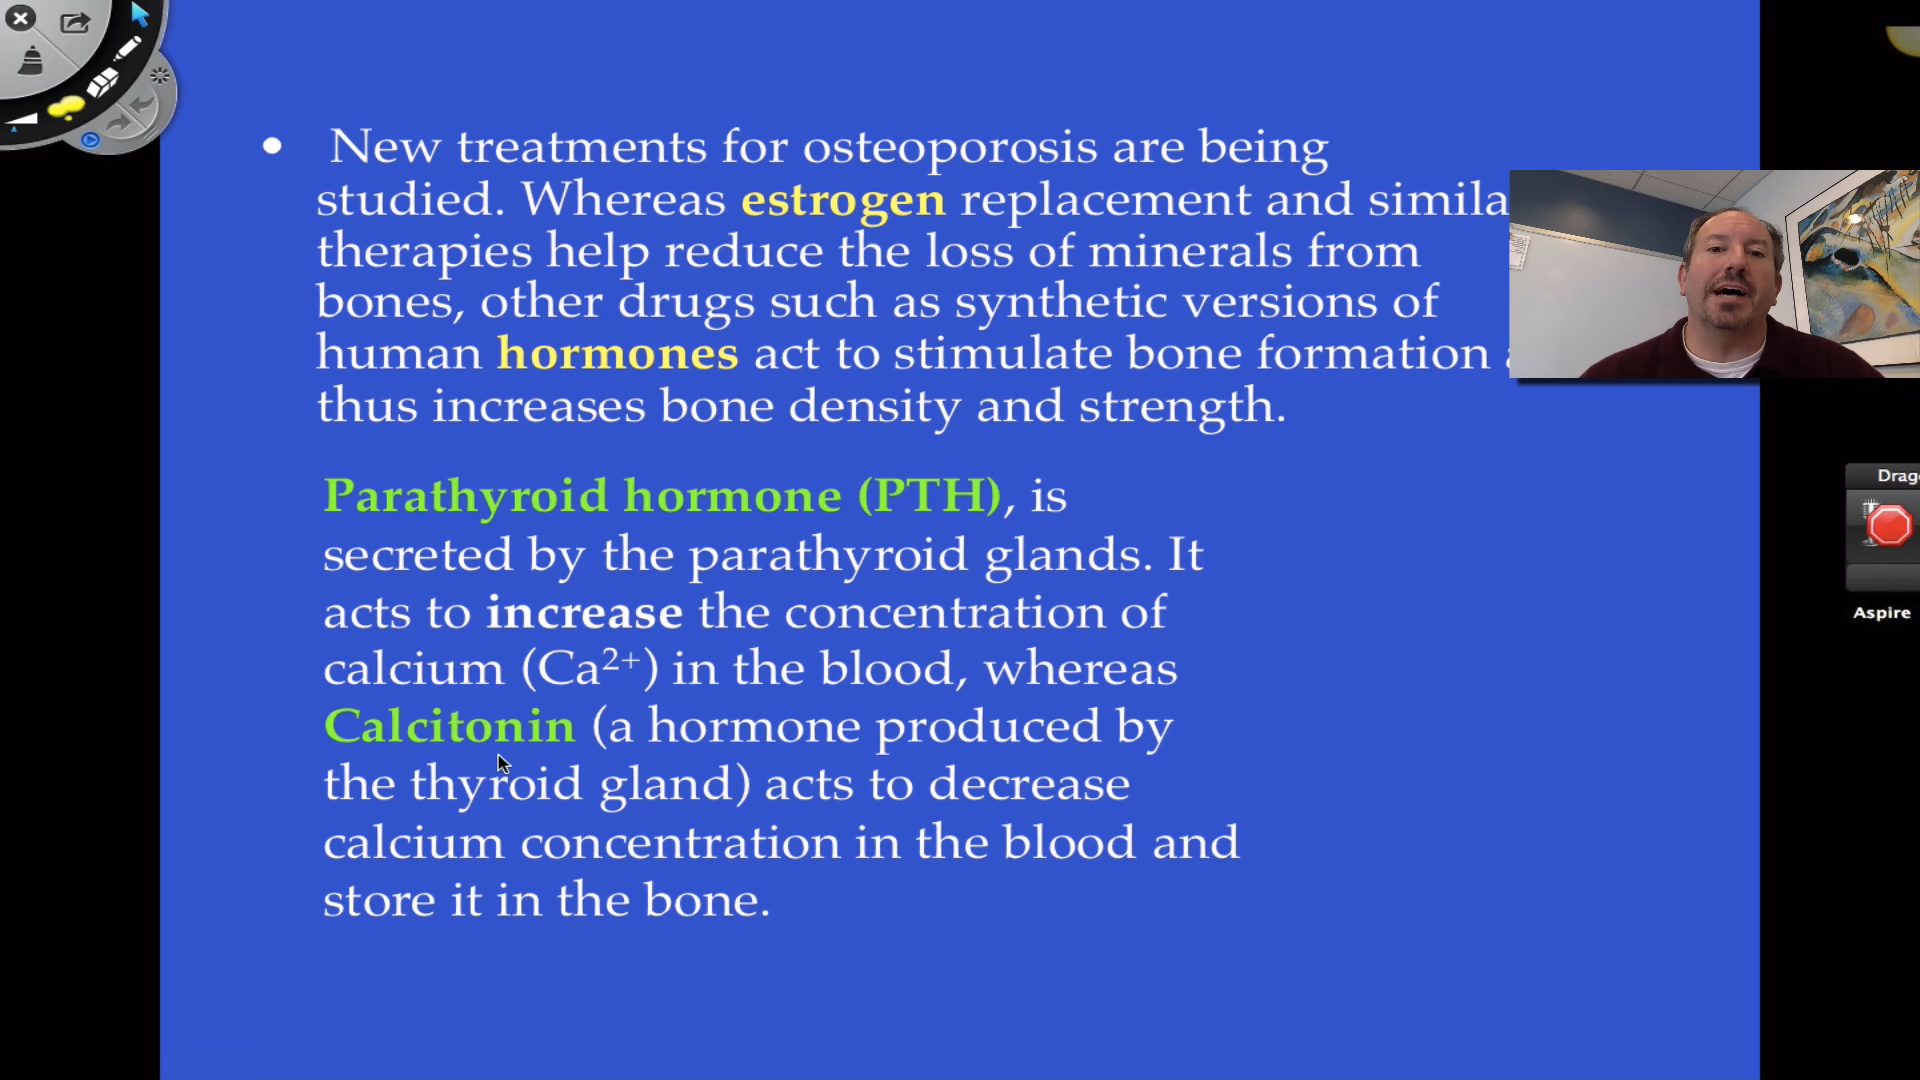 • New treatments for osteoporosis are being
studied. Whereas estrogen replacement and simila
therapies help reduce the loss of minerals from
bones, other drugs such as synthetic versions of
human hormones act to stimulate bone formation
thus increases bone density and strength.
Parathyroid hormone (PTH), is
secreted by the parathyroid glands. It
acts to increase the concentration of
calcium (Ca²⁺) in the blood, whereas
Calcitonin (a hormone produced by
the thyroid gland) acts to decrease
calcium concentration in the blood and
store it in the bone.
Drag
Aspire